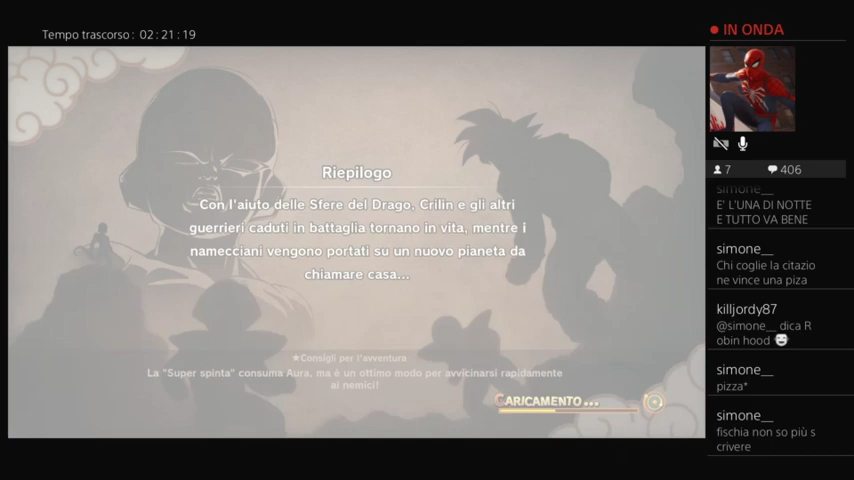 Tempo trascorso: 02:21:19
IN ONDA
7 406
Riepilogo
Con l'aiuto delle Sfere del Drago, Crilin e gli altri
guerrieri caduti in battaglia tornano in vita, mentre i
namecciani vengono portati su un nuovo pianeta da
chiamare casa...
★Consigli per l'avventura
La "Super spinta" consuma Aura, ma è un ottimo modo per avvicinarsi rapidamente
ai nemici!
CARICAMENTO...
simone__
E' L'UNA DI NOTTE
E TUTTO VA BENE
simone__
Chi coglie la citazio
ne vince una piza
killjordy87
@simone__ dica R
obin hood
simone__
pizza*
simone__
fischia non so più s
crivere